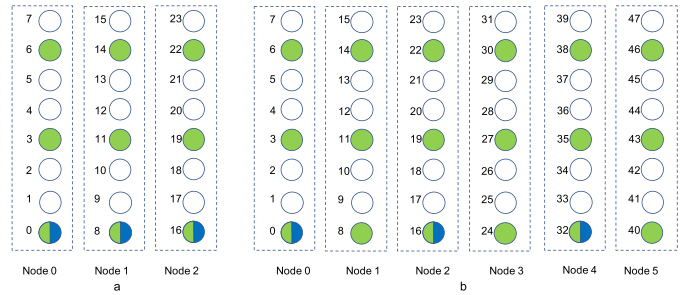 7 15 23 7 15 23 31 39 47
6 14 22 6 14 22 30 38 46
5 13 21 5 13 21 29 37 45
4 12 20 4 12 20 28 36 44
3 11 19 3 11 19 27 35 43
2 10 18 2 10 18 26 34 42
1 9 17 1 9 17 25 33 41
0 8 16 0 8 16 24 32 40
Node 0 Node 1 Node 2 Node 0 Node 1 Node 2 Node 3 Node 4 Node 5
a b